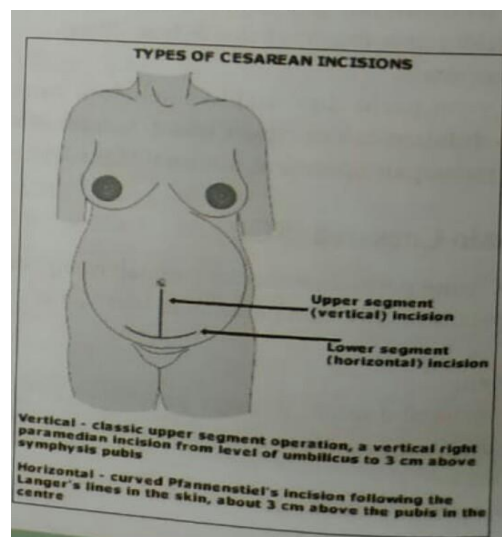 TYPES OF CESAREAN INCISIONS
Upper segment
(vertical) incision
Lower segment
(horizontal) incision
Vertical - classic upper segment operation, a vertical right
paramedian incision from level of umbilicus to 3 cm above
symphysis pubis
Horizontal - curved Pfannenstiel's incision following the
Langer's lines in the skin, about 3 cm above the pubis in the
centre